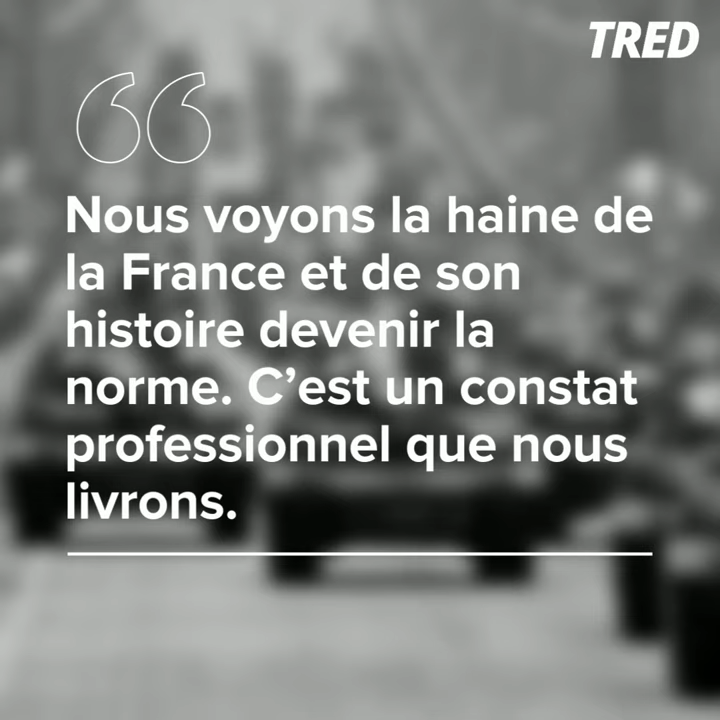 TRED
“
Nous voyons la haine de
la France et de son
histoire devenir la
norme. C’est un constat
professionnel que nous
livrons.